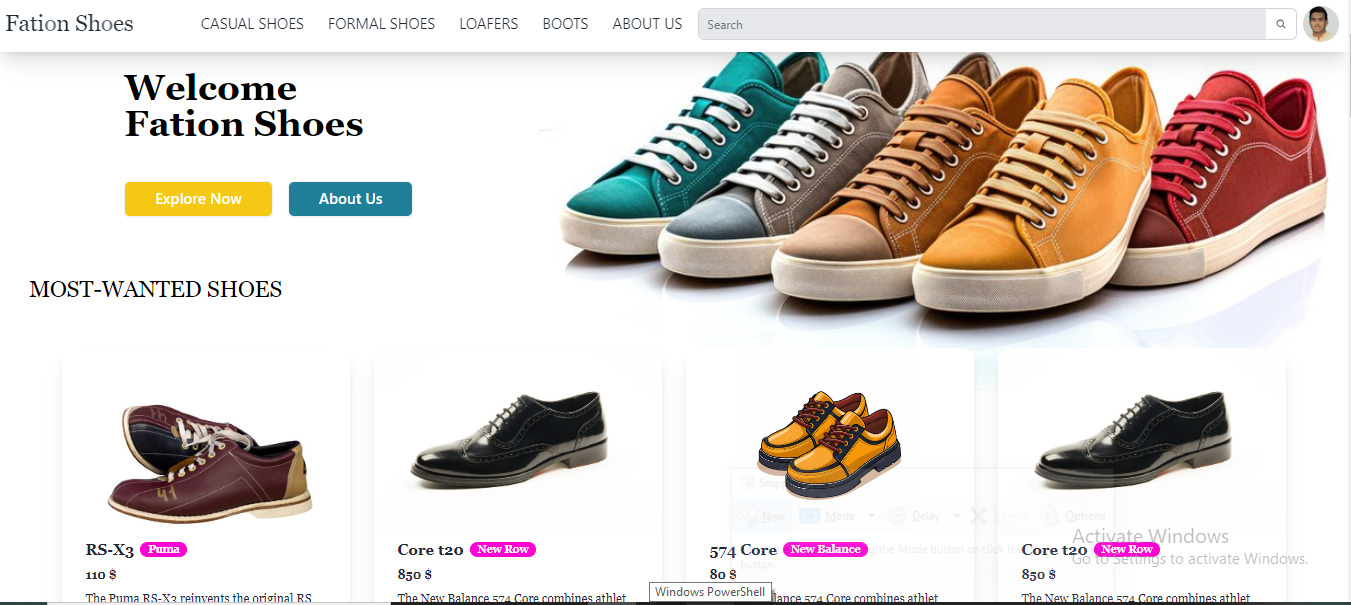 Fation Shoes
CASUAL SHOES
FORMAL SHOES
LOAFERS
BOOTS
ABOUT US
Search
Welcome
Fation Shoes
Explore Now
About Us
MOST-WANTED SHOES
RS-X3 Puma
110 $
The Puma RS-X3 reinvents the original RS
Core t20 New Row
850 $
The New Balance 574 Core combines athlet
574 Core New Balance
80 $
lance 574 Core combines athlet
Core t20 New Row
850 $
The New Balance 574 Core combines athlet
Snipp
New
Mode
Delay
Cancel
Options
the Mode button or click the
button.
Activate Windows
Go to Settings to activate Windows.
Windows PowerShell